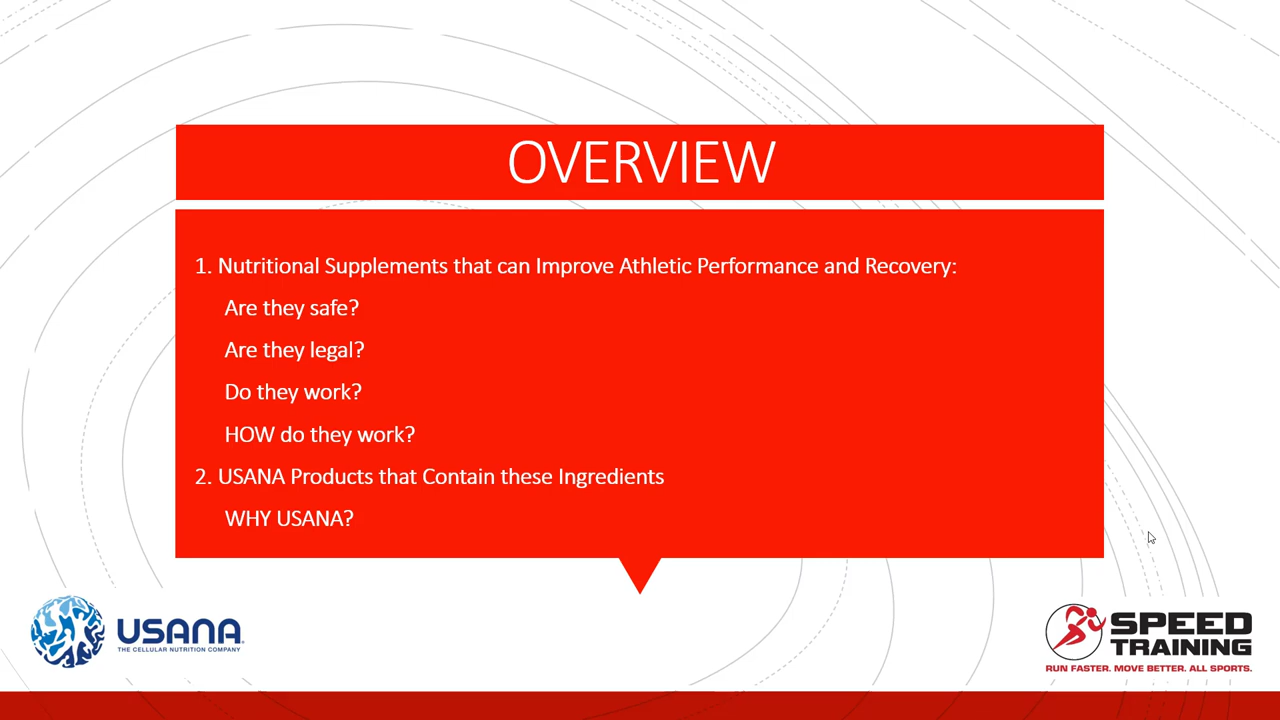 OVERVIEW
1. Nutritional Supplements that can Improve Athletic Performance and Recovery:
Are they safe?
Are they legal?
Do they work?
HOW do they work?
2. USANA Products that Contain these Ingredients
WHY USANA?
USANA
THE CELLULAR NUTRITION COMPANY
SPEED
TRAINING
RUN FASTER. MOVE BETTER. ALL SPORTS.